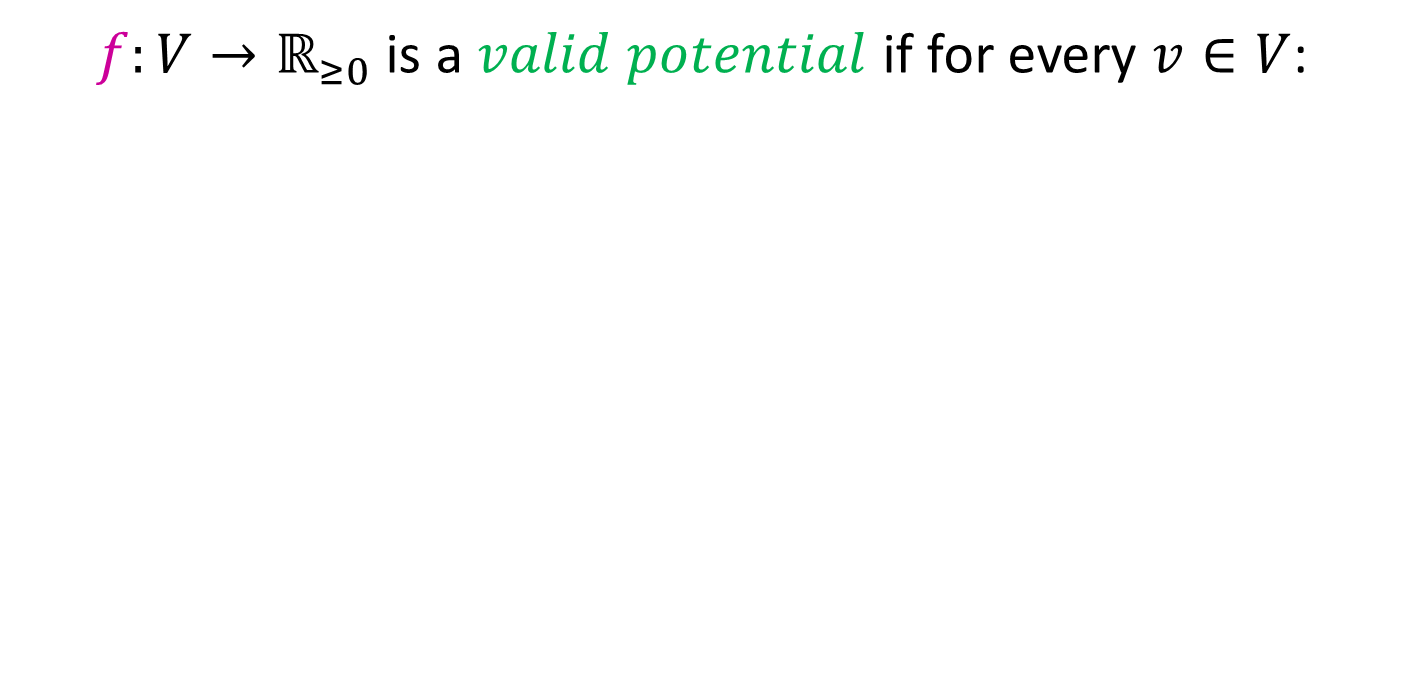 f: V → ℝ≥0 is a valid potential if for every v ∈ V: